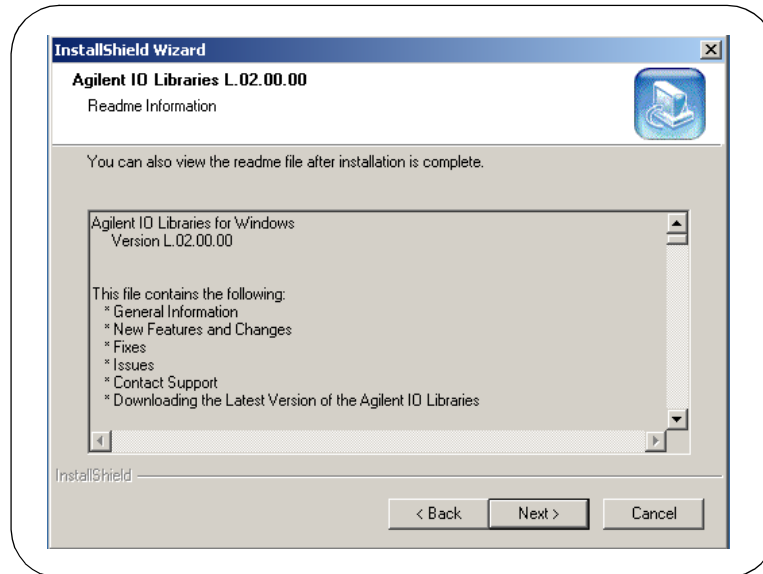 InstallShield Wizard
Agilent IO Libraries L.02.00.00
Readme Information
You can also view the readme file after installation is complete.
Agilent IO Libraries for Windows
Version L.02.00.00
This file contains the following:
* General Information
* New Features and Changes
* Fixes
* Issues
* Contact Support
* Downloading the Latest Version of the Agilent IO Libraries
InstallShield
< Back Next > Cancel